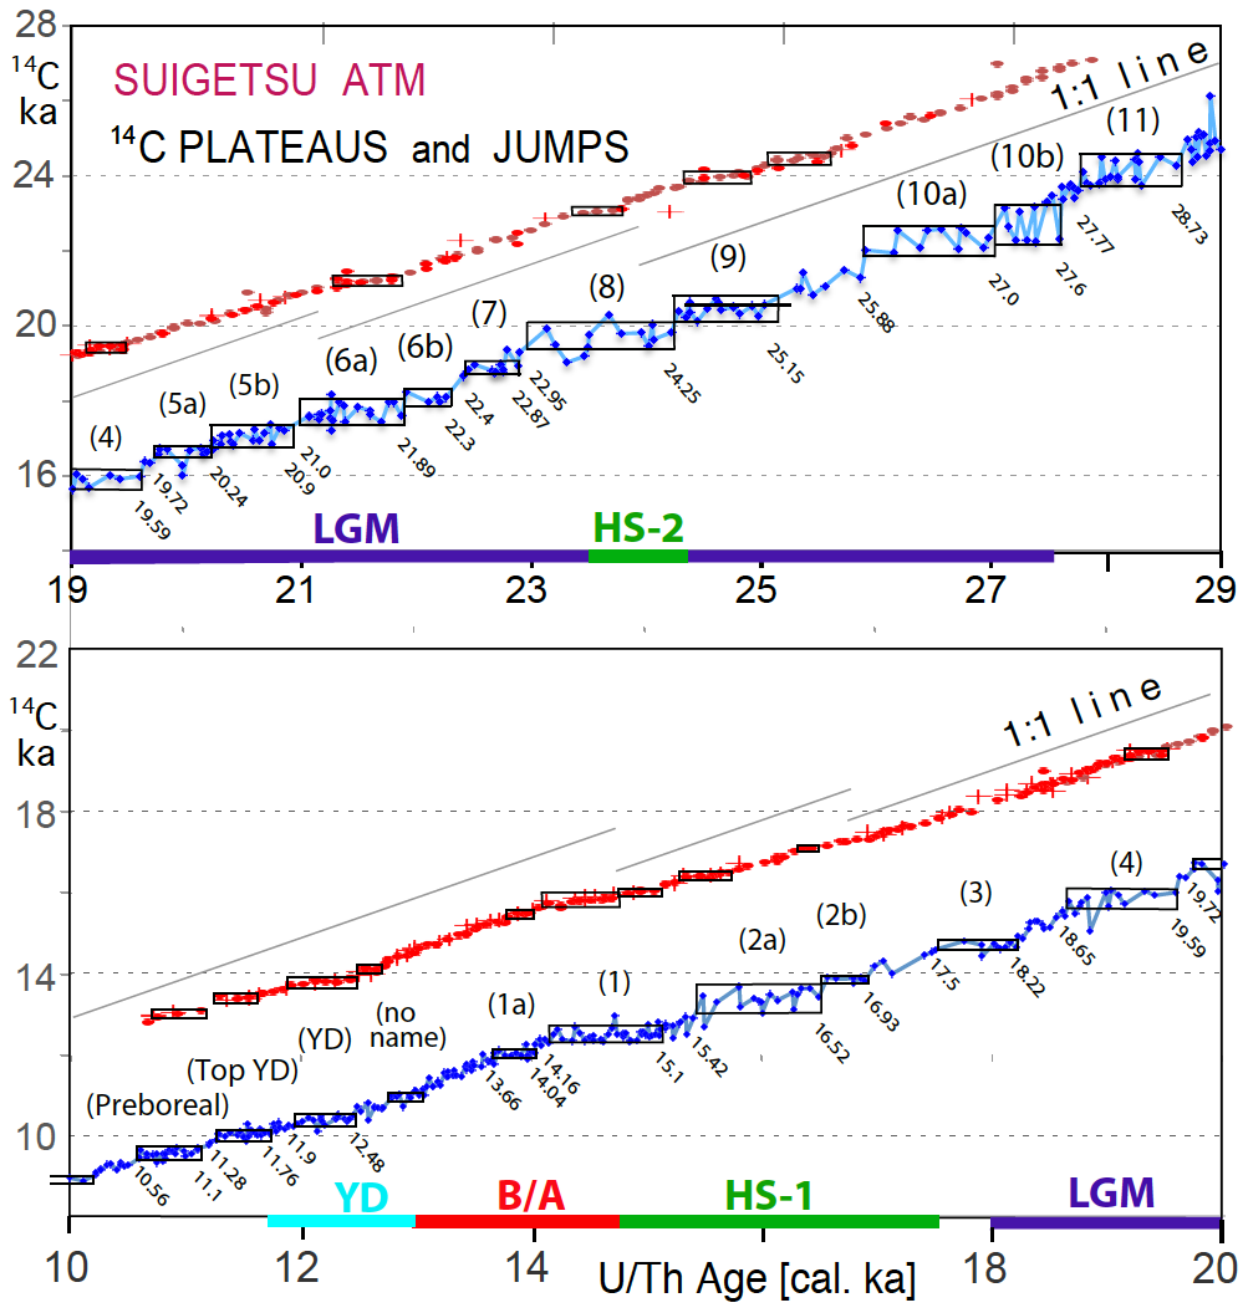 28
¹⁴C
ka
SUIGETSU ATM
¹⁴C PLATEAUS and JUMPS
1:1 line
24
20
16
(4)
(5a)
(5b)
(6a)
(6b)
(7)
(8)
(9)
(10a)
(10b)
(11)
19.59
19.72
20.24
20.9
21.0
21.89
22.3
22.4
22.87
22.95
24.25
25.15
25.88
27.0
27.6
27.77
28.73
LGM
HS-2
19
21
23
25
27
29
22
¹⁴C
ka
1:1 line
18
14
10
(Preboreal)
(Top YD)
(YD)
(no
name)
(1a)
(1)
(2a)
(2b)
(3)
(4)
10.56
11.1
11.28
11.76
11.9
12.48
13.66
14.04
14.16
15.1
15.42
16.52
16.93
17.5
18.22
18.65
19.59
19.72
YD
B/A
HS-1
LGM
10
12
14
U/Th Age [cal. ka]
18
20